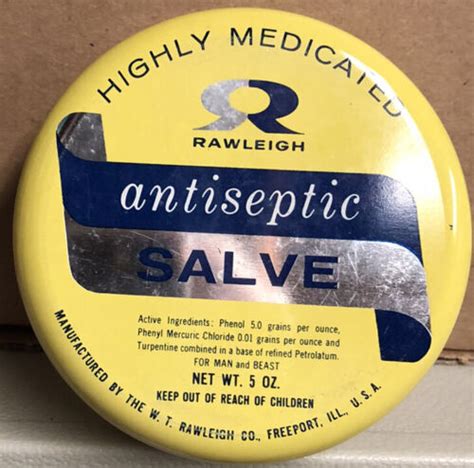 HIGHLY MEDICATED
RAWLEIGH
antiseptic
SALVE
Active Ingredients: Phenol 5.0 grains per ounce,
Phenyl Mercuric Chloride 0.01 grains per ounce and
Turpentine combined in a base of refined Petrolatum.
FOR MAN and BEAST
NET WT. 5 OZ.
KEEP OUT OF REACH OF CHILDREN
MANUFACTURED BY THE W. T. RAWLEIGH CO., FREEPORT, ILL., U.S.A.